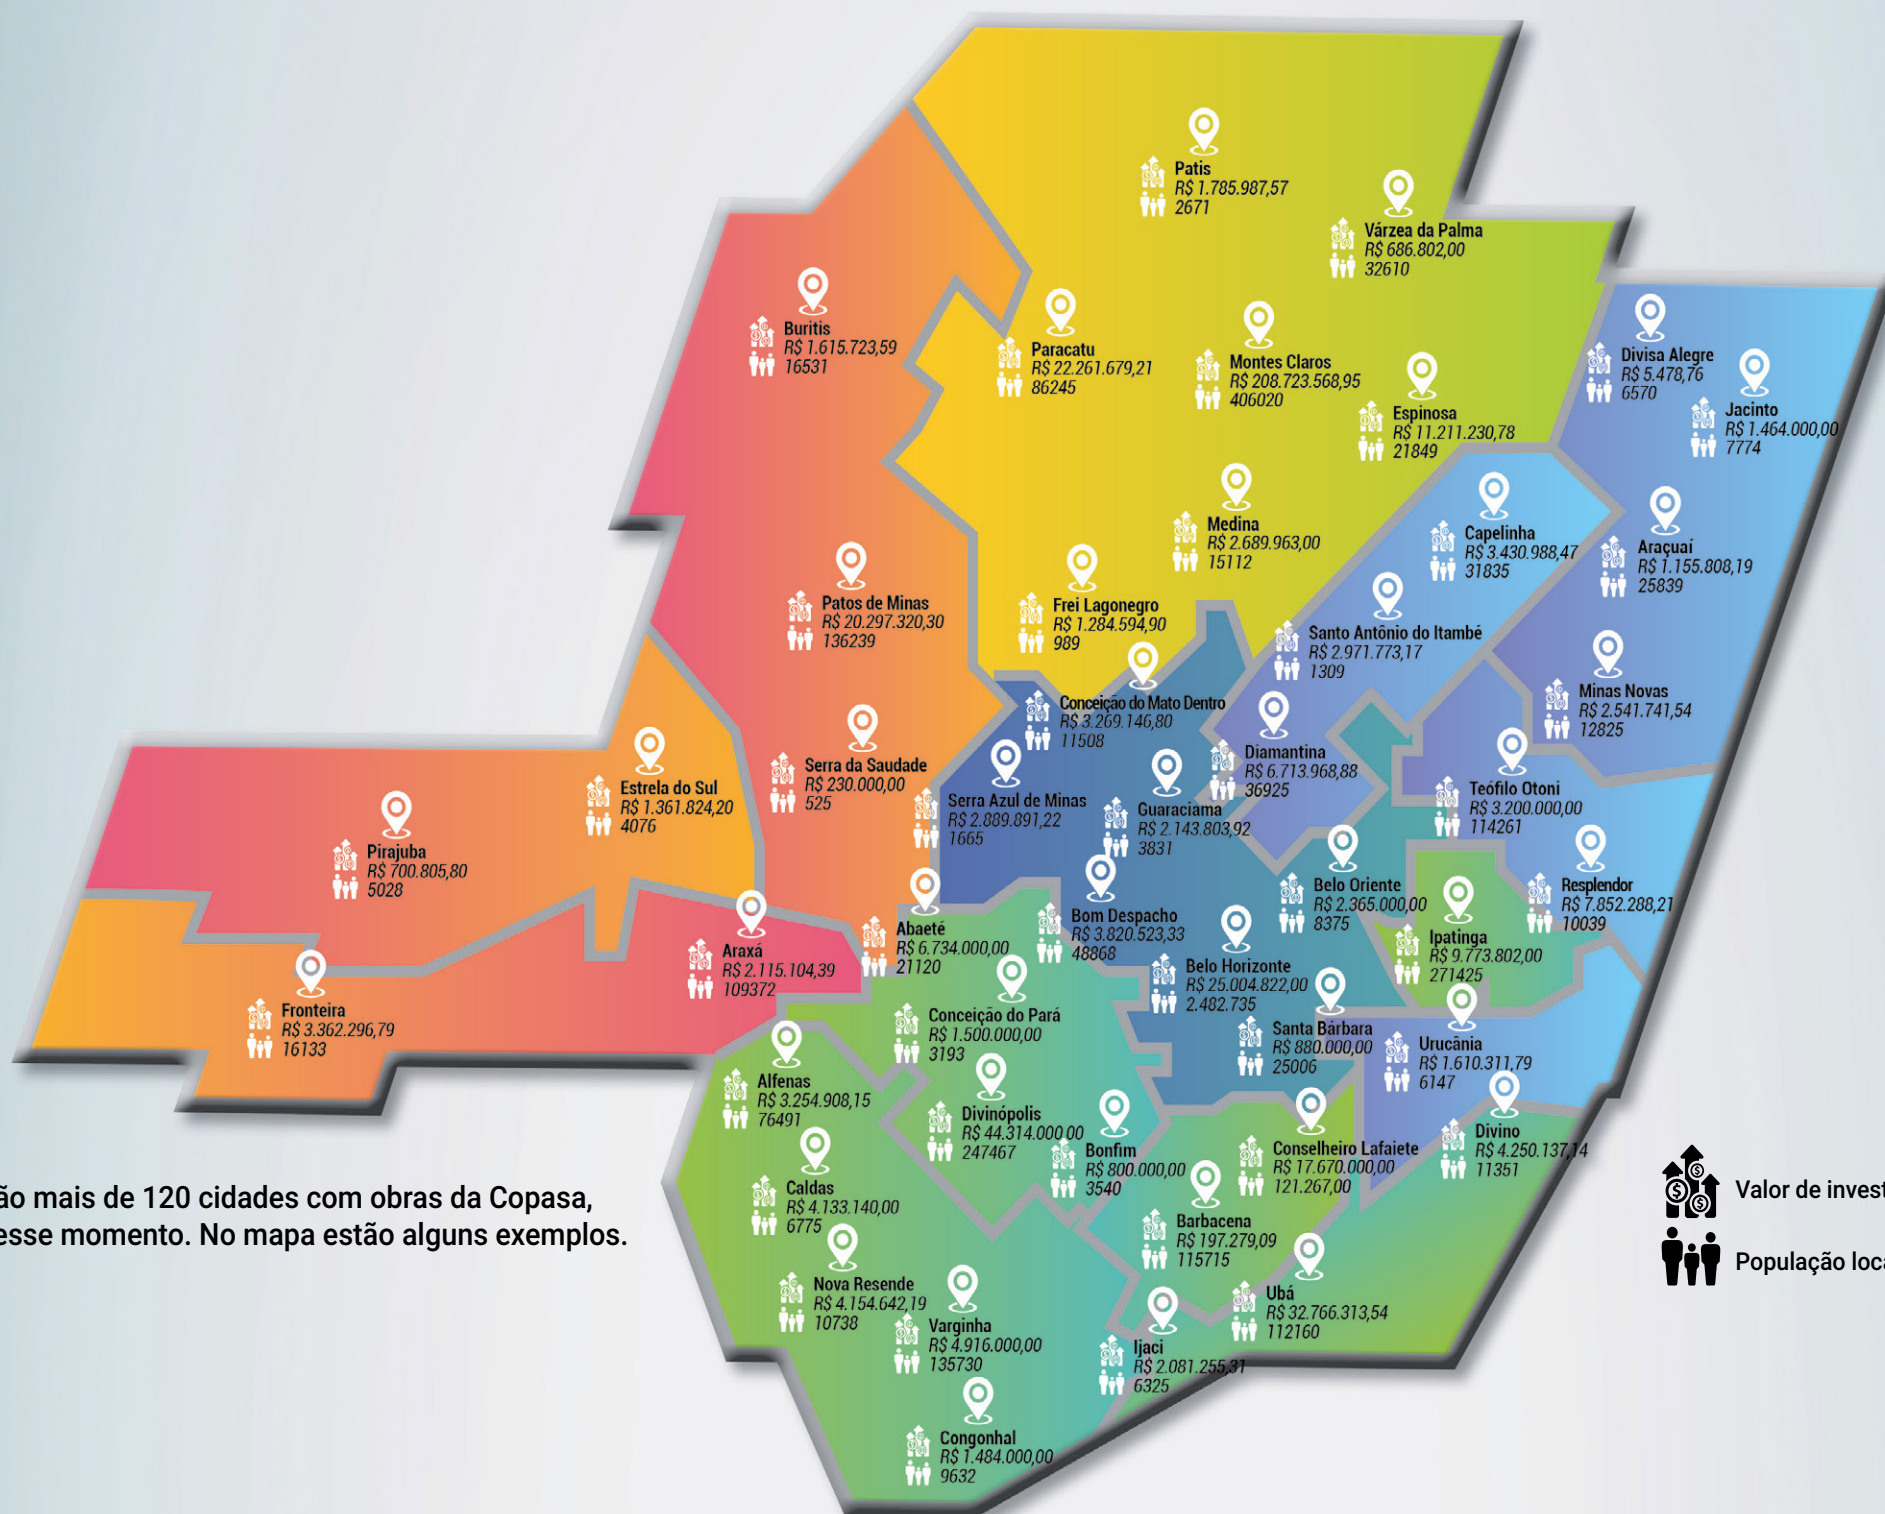 Patis
R$ 1.785.987,57
2671
Várzea da Palma
R$ 686.802,00
32610
Buritis
R$ 1.615.723,59
16531
Paracatu
R$ 22.261.679,21
86245
Montes Claros
R$ 208.723.568,95
406020
Divisa Alegre
R$ 5.478,76
6570
Jacinto
R$ 1.464.000,00
7774
Espinosa
R$ 11.211.230,78
21849
Medina
R$ 2.689.963,00
15112
Capelinha
R$ 3.430.988,47
31835
Araçuaí
R$ 1.155.808,19
25839
Patos de Minas
R$ 20.297.320,30
136239
Frei Lagonegro
R$ 1.284.594,90
989
Santo Antônio do Itambé
R$ 2.971.773,17
1309
Minas Novas
R$ 2.541.741,54
12825
Conceição do Mato Dentro
R$ 3.269.146,80
11508
Diamantina
R$ 6.713.968,88
36925
Serra da Saudade
R$ 230.000,00
525
Estrela do Sul
R$ 1.361.824,20
4076
Serra Azul de Minas
R$ 2.889.891,22
1665
Guaraciama
R$ 2.143.803,92
3831
Teófilo Otoni
R$ 3.200.000,00
114261
Pirajuba
R$ 700.805,80
5028
Belo Oriente
R$ 2.365.000,00
8375
Resplendor
R$ 7.852.288,21
10039
Abaeté
R$ 6.734.000,00
21120
Bom Despacho
R$ 3.820.523,33
48868
Ipatinga
R$ 9.773.802,00
271425
Araxá
R$ 2.115.104,39
109372
Belo Horizonte
R$ 25.004.822,00
2.482.735
Fronteira
R$ 3.362.296,79
16133
Conceição do Pará
R$ 1.500.000,00
3193
Santa Bárbara
R$ 880.000,00
25006
Urucânia
R$ 1.610.311,79
6147
Alfenas
R$ 3.254.908,15
76491
Divinópolis
R$ 44.314.000,00
247467
Bonfim
R$ 800.000,00
3540
Conselheiro Lafaiete
R$ 17.670.000,00
121.267,00
Divino
R$ 4.250.137,14
11351
Caldas
R$ 4.133.140,00
6775
Barbacena
R$ 197.279,09
115715
Nova Resende
R$ 4.154.642,19
10738
Ubá
R$ 32.766.313,54
112160
Varginha
R$ 4.916.000,00
135730
Ijaci
R$ 2.081.255,31
6325
Congonhal
R$ 1.484.000,00
9632
ão mais de 120 cidades com obras da Copasa,
esse momento. No mapa estão alguns exemplos.
Valor de invest
População loca